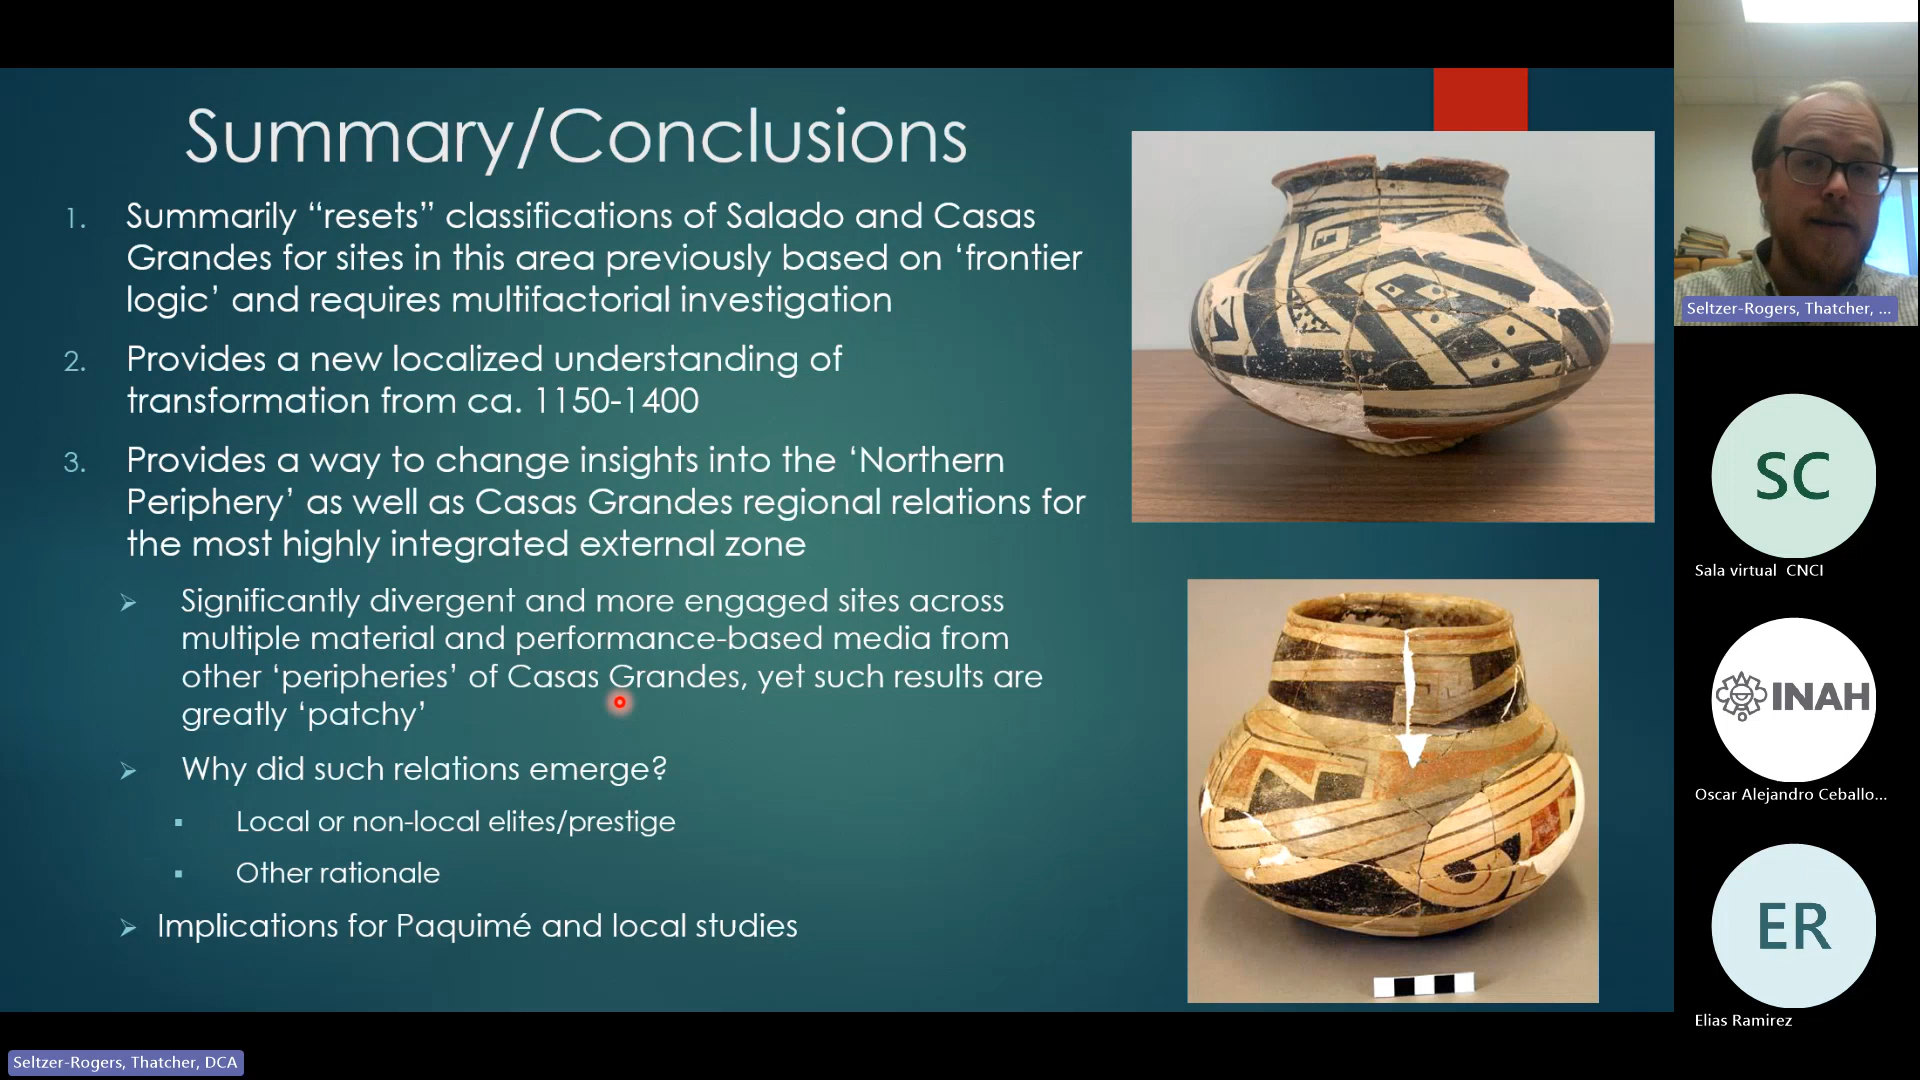 Summary/Conclusions
1. Summarily “resets” classifications of Salado and Casas
Grandes for sites in this area previously based on ‘frontier
logic’ and requires multifactorial investigation
2. Provides a new localized understanding of
transformation from ca. 1150-1400
3. Provides a way to change insights into the ‘Northern
Periphery’ as well as Casas Grandes regional relations for
the most highly integrated external zone
Significantly divergent and more engaged sites across
multiple material and performance-based media from
other ‘peripheries’ of Casas Grandes, yet such results are
greatly ‘patchy’
Why did such relations emerge?
Local or non-local elites/prestige
Other rationale
Implications for Paquimé and local studies
Seltzer-Rogers, Thatcher, ...
SC
Sala virtual CNCI
INAH
Oscar Alejandro Ceballo...
ER
Elias Ramirez
Seltzer-Rogers, Thatcher, DCA